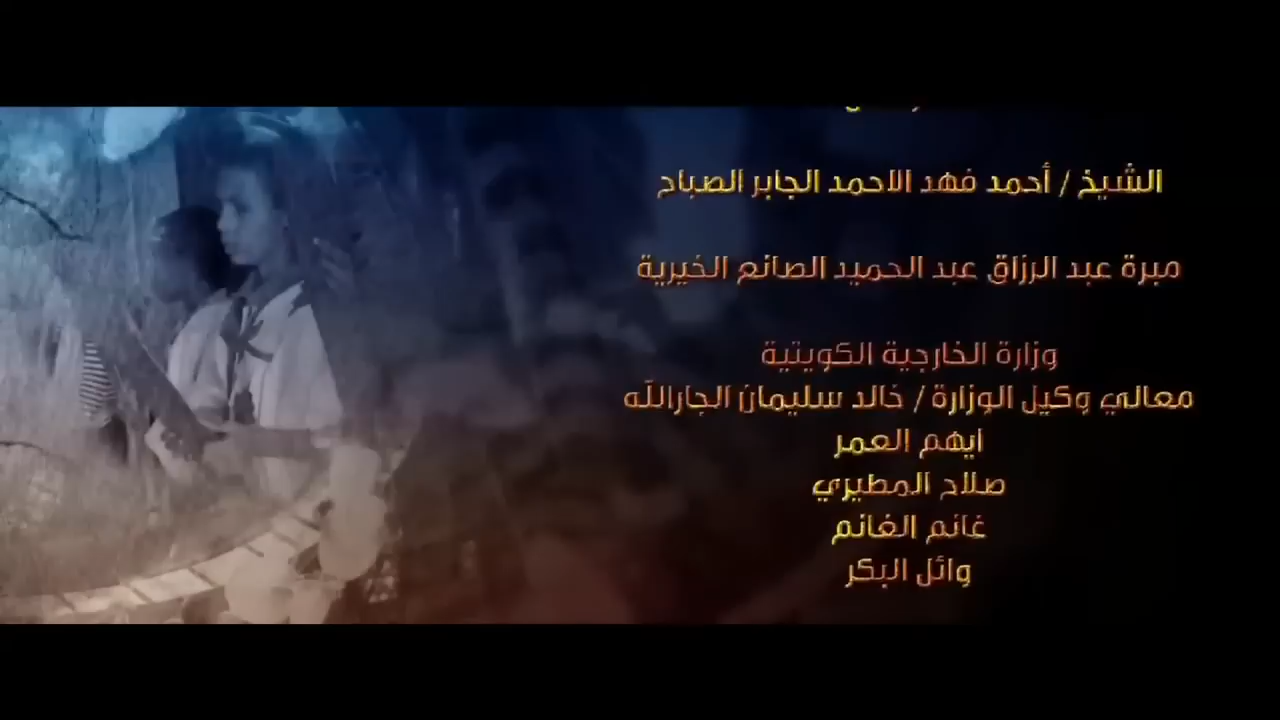 الشيخ / أحمد فهد الاحمد الجابر الصباح
مبرة عبد الرزاق عبد الحميد الصانع الخيرية
وزارة الخارجية الكويتية
معالي وكيل الوزارة / خالد سليمان الجارالله
ايهم العمر
صلاح المطيري
غانم الغانم
وائل البكر